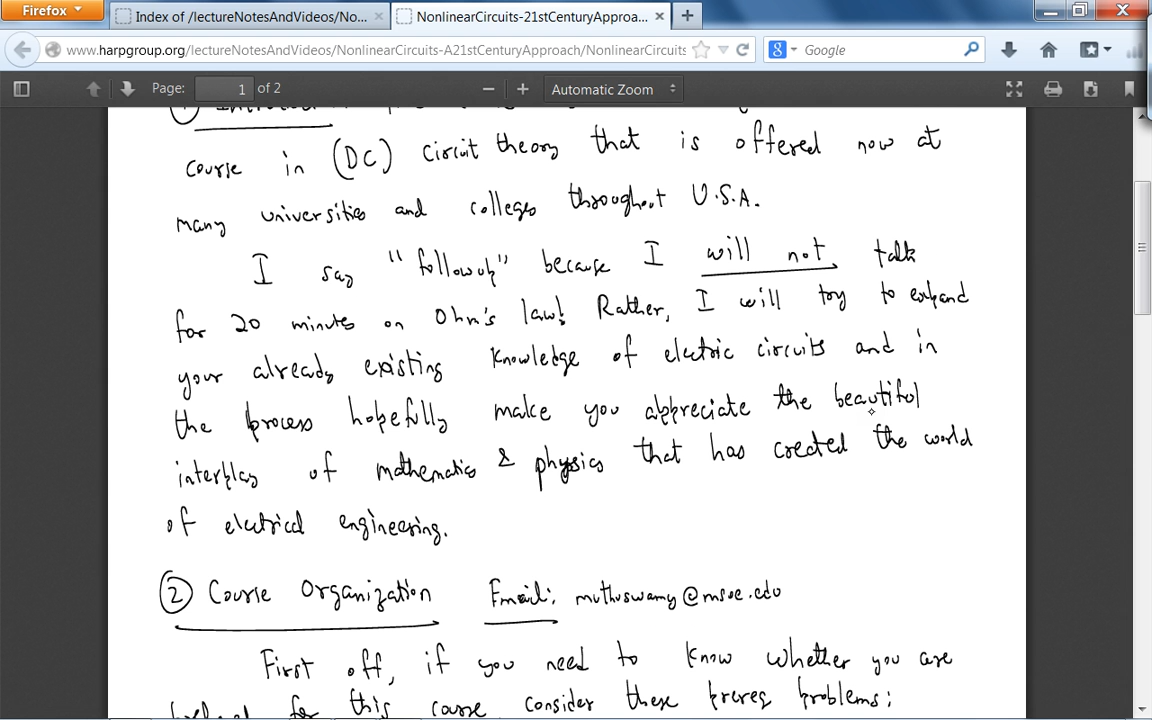 Firefox
Index of /lectureNotesAndVideos/No...
NonlinearCircuits-21stCenturyApproa...
www.harpgroup.org/lectureNotesAndVideos/NonlinearCircuits-A21stCenturyApproach/NonlinearCircuits
Google
Page: 1 of 2
Automatic Zoom
course in (DC) circuit theory that is offered now at
many universities and colleges throughout U.S.A.
I say "followup" because I will not talk
for 20 minutes on Ohm's law! Rather, I will try to expand
your already existing knowledge of electric circuits and in
the process hopefully make you appreciate the beautiful
interplay of mathematics & physics that has created the world
of electrical engineering.
② Course Organization Email: muthuswamy@msoe.edu
First off, if you need to know whether you are
for this course consider these prereq problems: